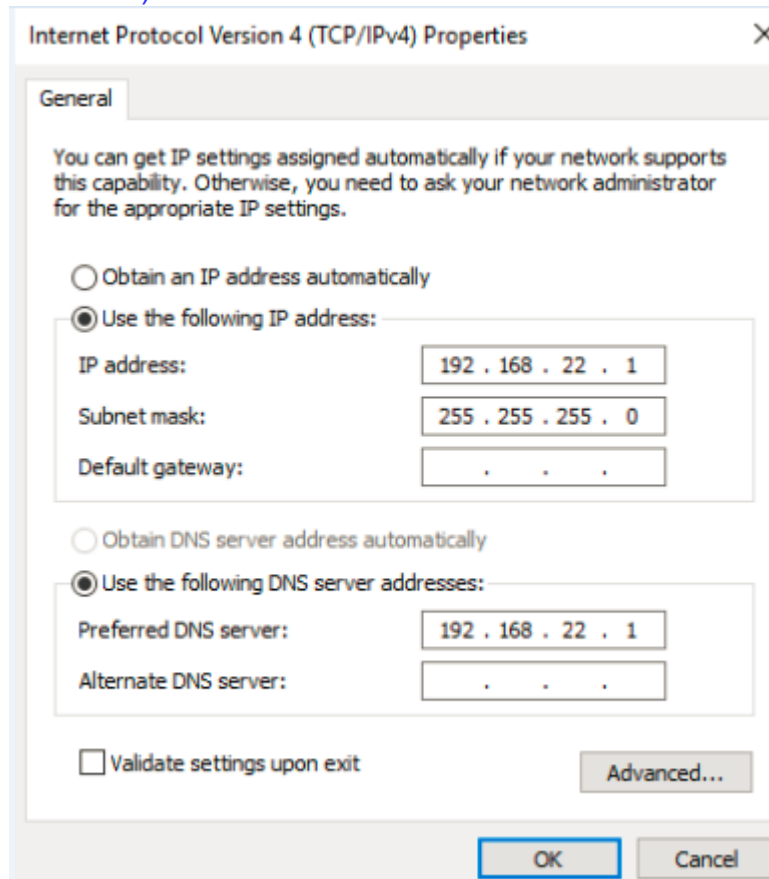 Internet Protocol Version 4 (TCP/IPv4) Properties
General
You can get IP settings assigned automatically if your network supports
this capability. Otherwise, you need to ask your network administrator
for the appropriate IP settings.
Obtain an IP address automatically
Use the following IP address:
IP address: 192 . 168 . 22 . 1
Subnet mask: 255 . 255 . 255 . 0
Default gateway: . . .
Obtain DNS server address automatically
Use the following DNS server addresses:
Preferred DNS server: 192 . 168 . 22 . 1
Alternate DNS server: . . .
Validate settings upon exit
Advanced...
OK Cancel